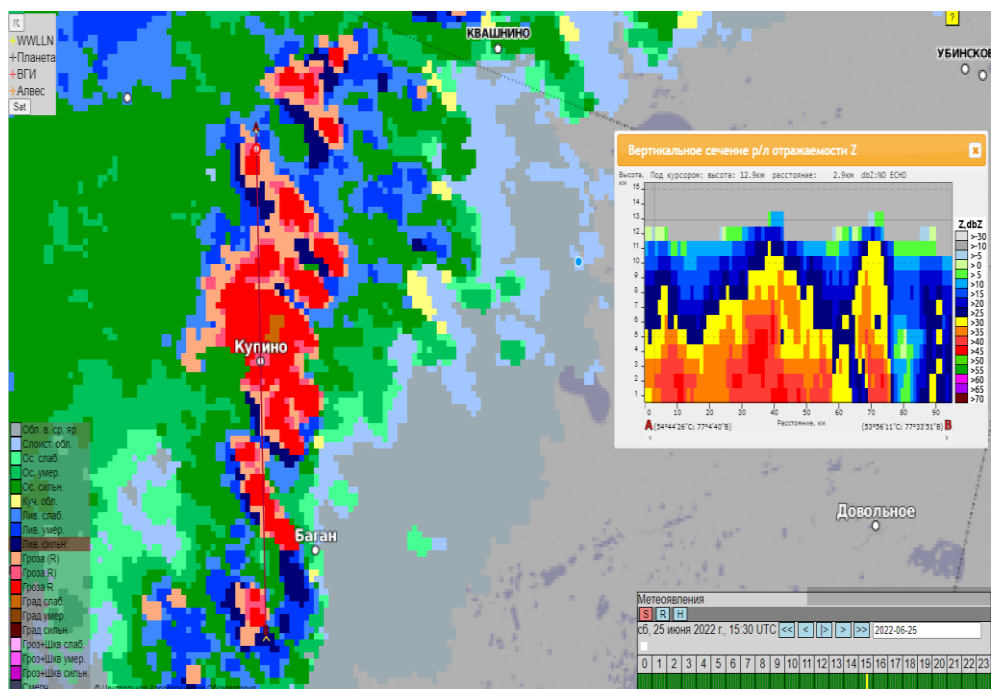 WWLLN
Планета
ВГИ
Алвес
Sat
КВАШНИНО
?
УБИНСКОЕ
Вертикальное сечение р/л отражаемости Z
x
Высота, км
Под курсором: высота: 12.9км расстояние: 2.9км dbZ:NO ECHO
15
14
13
12
11
10
9
8
7
6
5
4
3
2
1
0 10 20 30 40 50 60 70 80 90
Расстояние, км
A (54°44'26"С; 77°4'40"В)
(53°56'11"С; 77°33'51"В) B
Z,dbZ
>-30
>-10
>-5
>0
>5
>10
>15
>20
>25
>30
>35
>40
>45
>50
>55
>60
>65
>70
A
Купино
Баган
Довольное
Обл. в. ср. яр.
Слоист. обл.
Ос. слаб.
Ос. умер.
Ос. сильн.
Куч. обл.
Лив. слаб.
Лив. умер.
Лив. сильн.
Гроза (R)
Гроза R)
Гроза R
Град слаб.
Град умер.
Град сильн.
Гроз+Шкв слаб.
Гроз+Шкв умер.
Гроз+Шкв сильн.
Смерч
Метеоявления
S R H
сб, 25 июня 2022 г., 15:30 UTC << < |> > >> 2022-06-25
0 1 2 3 4 5 6 7 8 9 10 11 12 13 14 15 16 17 18 19 20 21 22 23